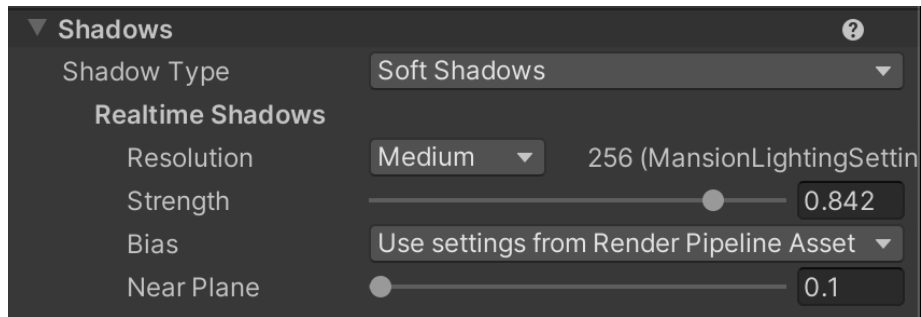 Shadows
Shadow Type Soft Shadows
Realtime Shadows
Resolution Medium 256 (MansionLightingSettin
Strength 0.842
Bias Use settings from Render Pipeline Asset
Near Plane 0.1